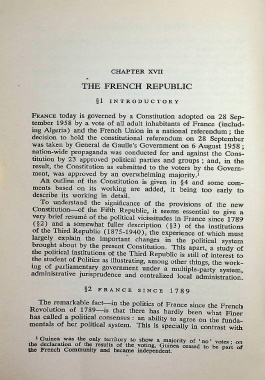 CHAPTER XVII
THE FRENCH REPUBLIC
§1 INTRODUCTORY
FRANCE today is governed by a Constitution adopted on 28 Sep-
tember 1958 by a vote of all adult inhabitants of France (includ-
ing Algeria) and the French Union in a national referendum; the
decision to hold the constitutional referendum on 28 September
was taken by General de Gaulle's Government on 6 August 1958;
nation-wide propaganda was conducted for and against the Cons-
titution by 23 approved political parties and groups; and, in the
result, the Constitution as submitted to the voters by the Govern-
ment, was approved by an overwhelming majority.¹
An outline of the Constitution is given in §4 and some com-
ments based on its working are added, it being too early to
describe its working in detail.
To understand the significance of the provisions of the new
Constitution—of the Fifth Republic, it seems essential to give a
very brief resumé of the political vicissitudes in France since 1789
(§2) and a somewhat fuller description (§3) of the institutions
of the Third Republic (1875-1940), the experience of which must
largely explain the important changes in the political system
brought about by the present Constitution. This apart, a study of
the political institutions of the Third Republic is still of interest to
the student of Politics as illustrating, among other things, the work-
ing of parliamentary government under a multiple-party system,
administrative jurisdiction and centralized local administration.
§2 FRANCE SINCE 1789
The remarkable fact—in the politics of France since the French
Revolution of 1789—is that there has hardly been what Finer
has called a political consensus: an ability to agree on the funda-
mentals of her political system. This is specially in contrast with
¹ Guinea was the only territory to show a majority of 'no' votes; on
the declaration of the results of the voting, Guinea ceased to be part of
the French Community and became independent.